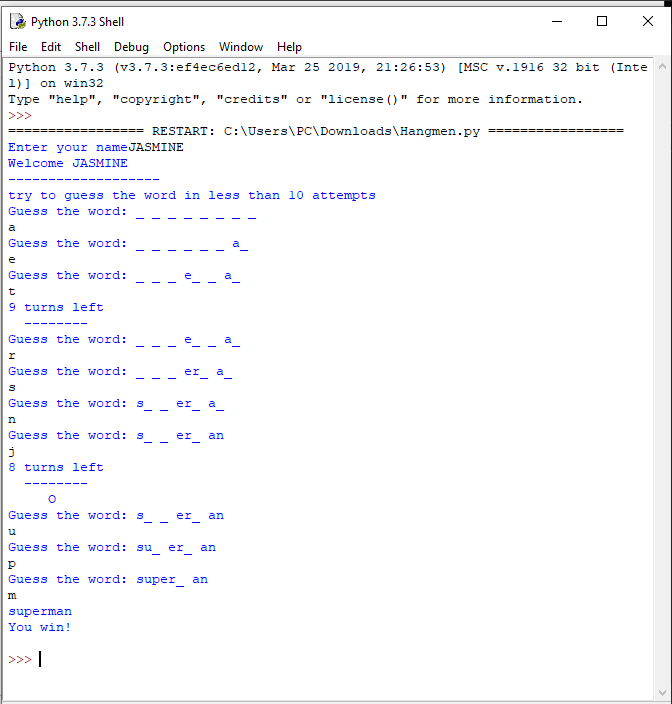 Python 3.7.3 Shell
File Edit Shell Debug Options Window Help
Python 3.7.3 (v3.7.3:ef4ec6ed12, Mar 25 2019, 21:26:53) [MSC v.1916 32 bit (Inte
l)] on win32
Type "help", "copyright", "credits" or "license()" for more information.
>>>
================= RESTART: C:\Users\PC\Downloads\Hangmen.py =================
Enter your nameJASMINE
Welcome JASMINE
-------------------
try to guess the word in less than 10 attempts
Guess the word: _ _ _ _ _ _ _ _
a
Guess the word: _ _ _ _ _ _ a_
e
Guess the word: _ _ _ e_ _ a_
t
9 turns left
  --------
Guess the word: _ _ _ e_ _ a_
r
Guess the word: _ _ _ er_ a_
s
Guess the word: s_ _ er_ a_
n
Guess the word: s_ _ er_ an
j
8 turns left
  --------
     O
Guess the word: s_ _ er_ an
u
Guess the word: su_ er_ an
p
Guess the word: super_ an
m
superman
You win!
>>>